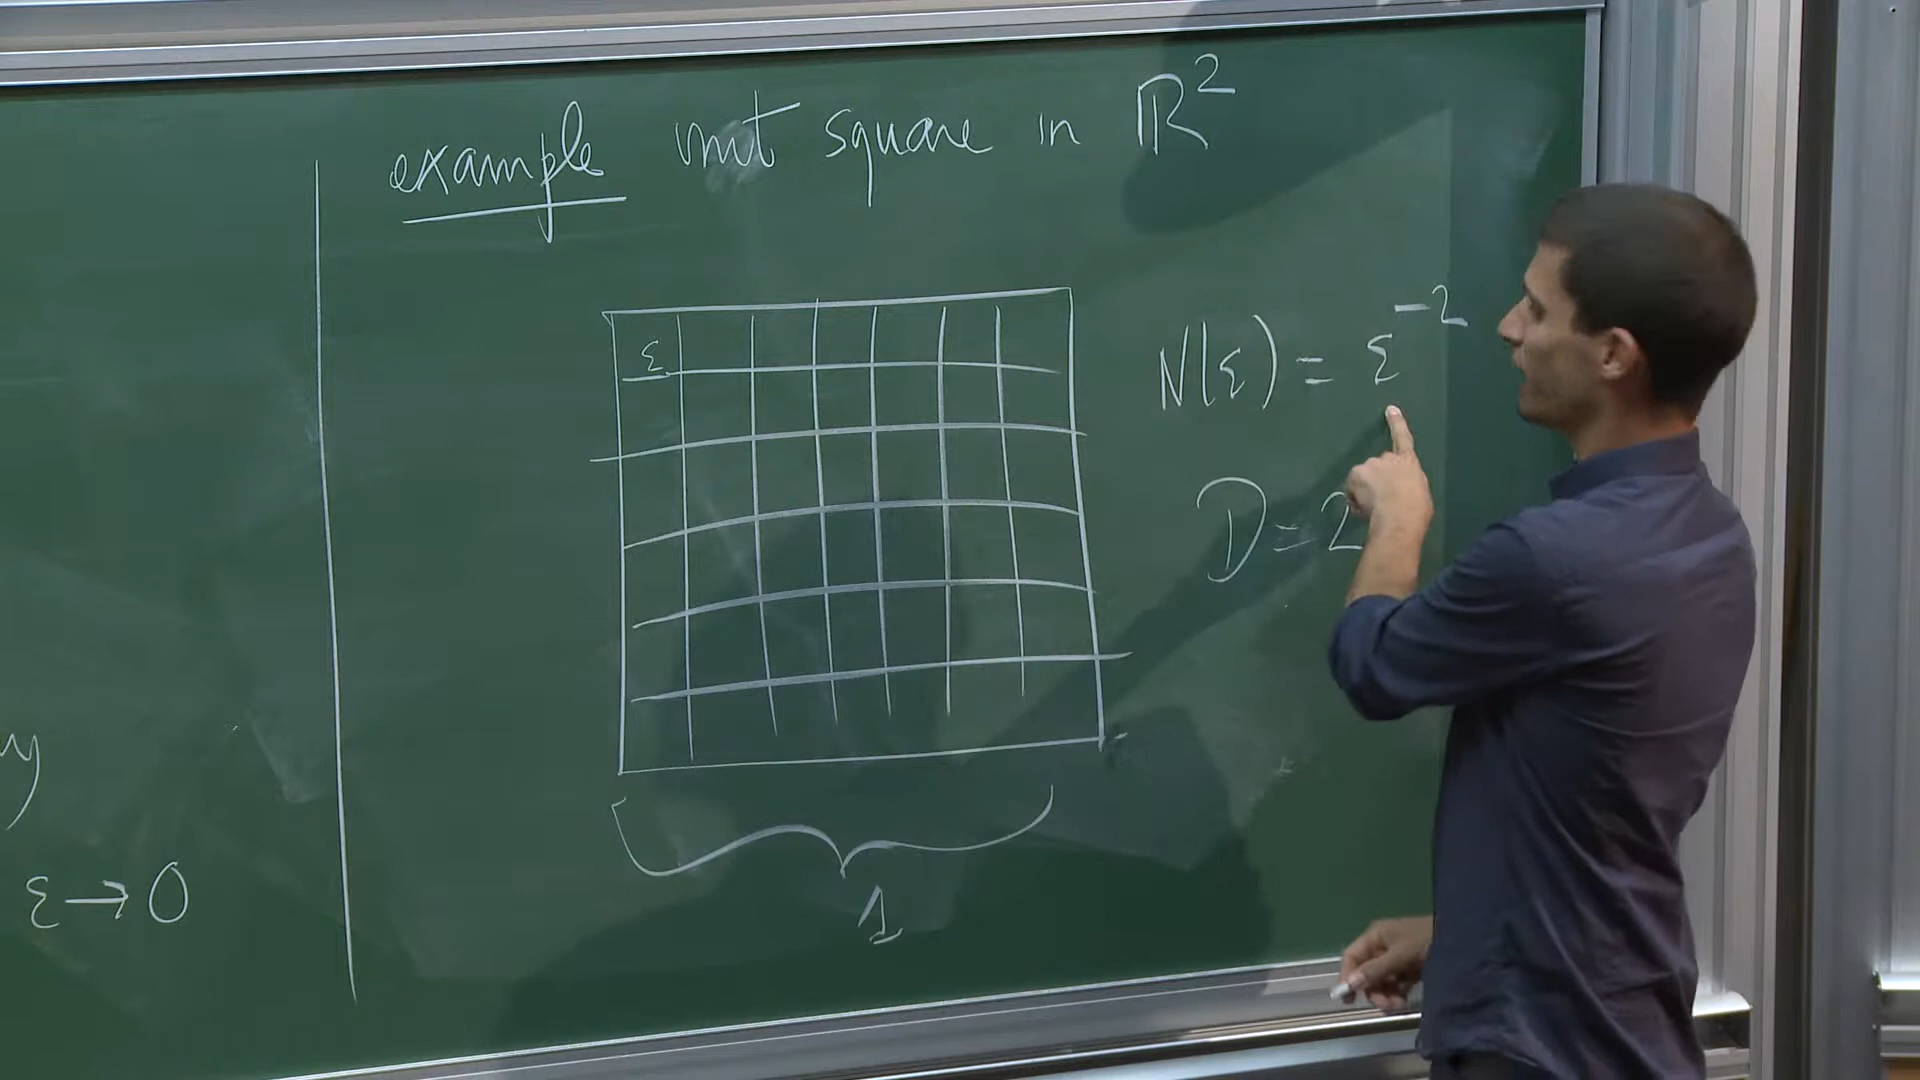 example unit square in ℝ²
ε
N(ε) = ε⁻²
D = 2
1
ε → 0